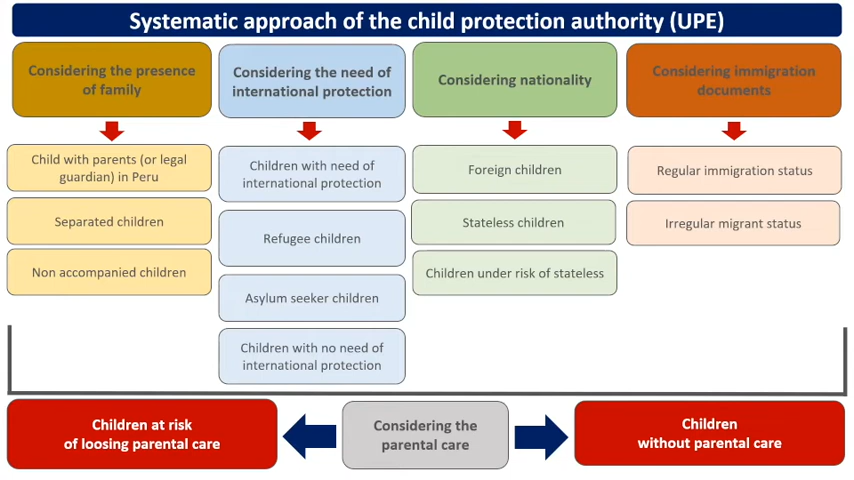 Systematic approach of the child protection authority (UPE)
Considering the presence
of family
Considering the need of
international protection
Considering nationality
Considering immigration
documents
Child with parents (or legal
guardian) in Peru
Separated children
Non accompanied children
Children with need of
international protection
Refugee children
Asylum seeker children
Children with no need of
international protection
Foreign children
Stateless children
Children under risk of stateless
Regular immigration status
Irregular migrant status
Children at risk
of loosing parental care
Considering the
parental care
Children
without parental care